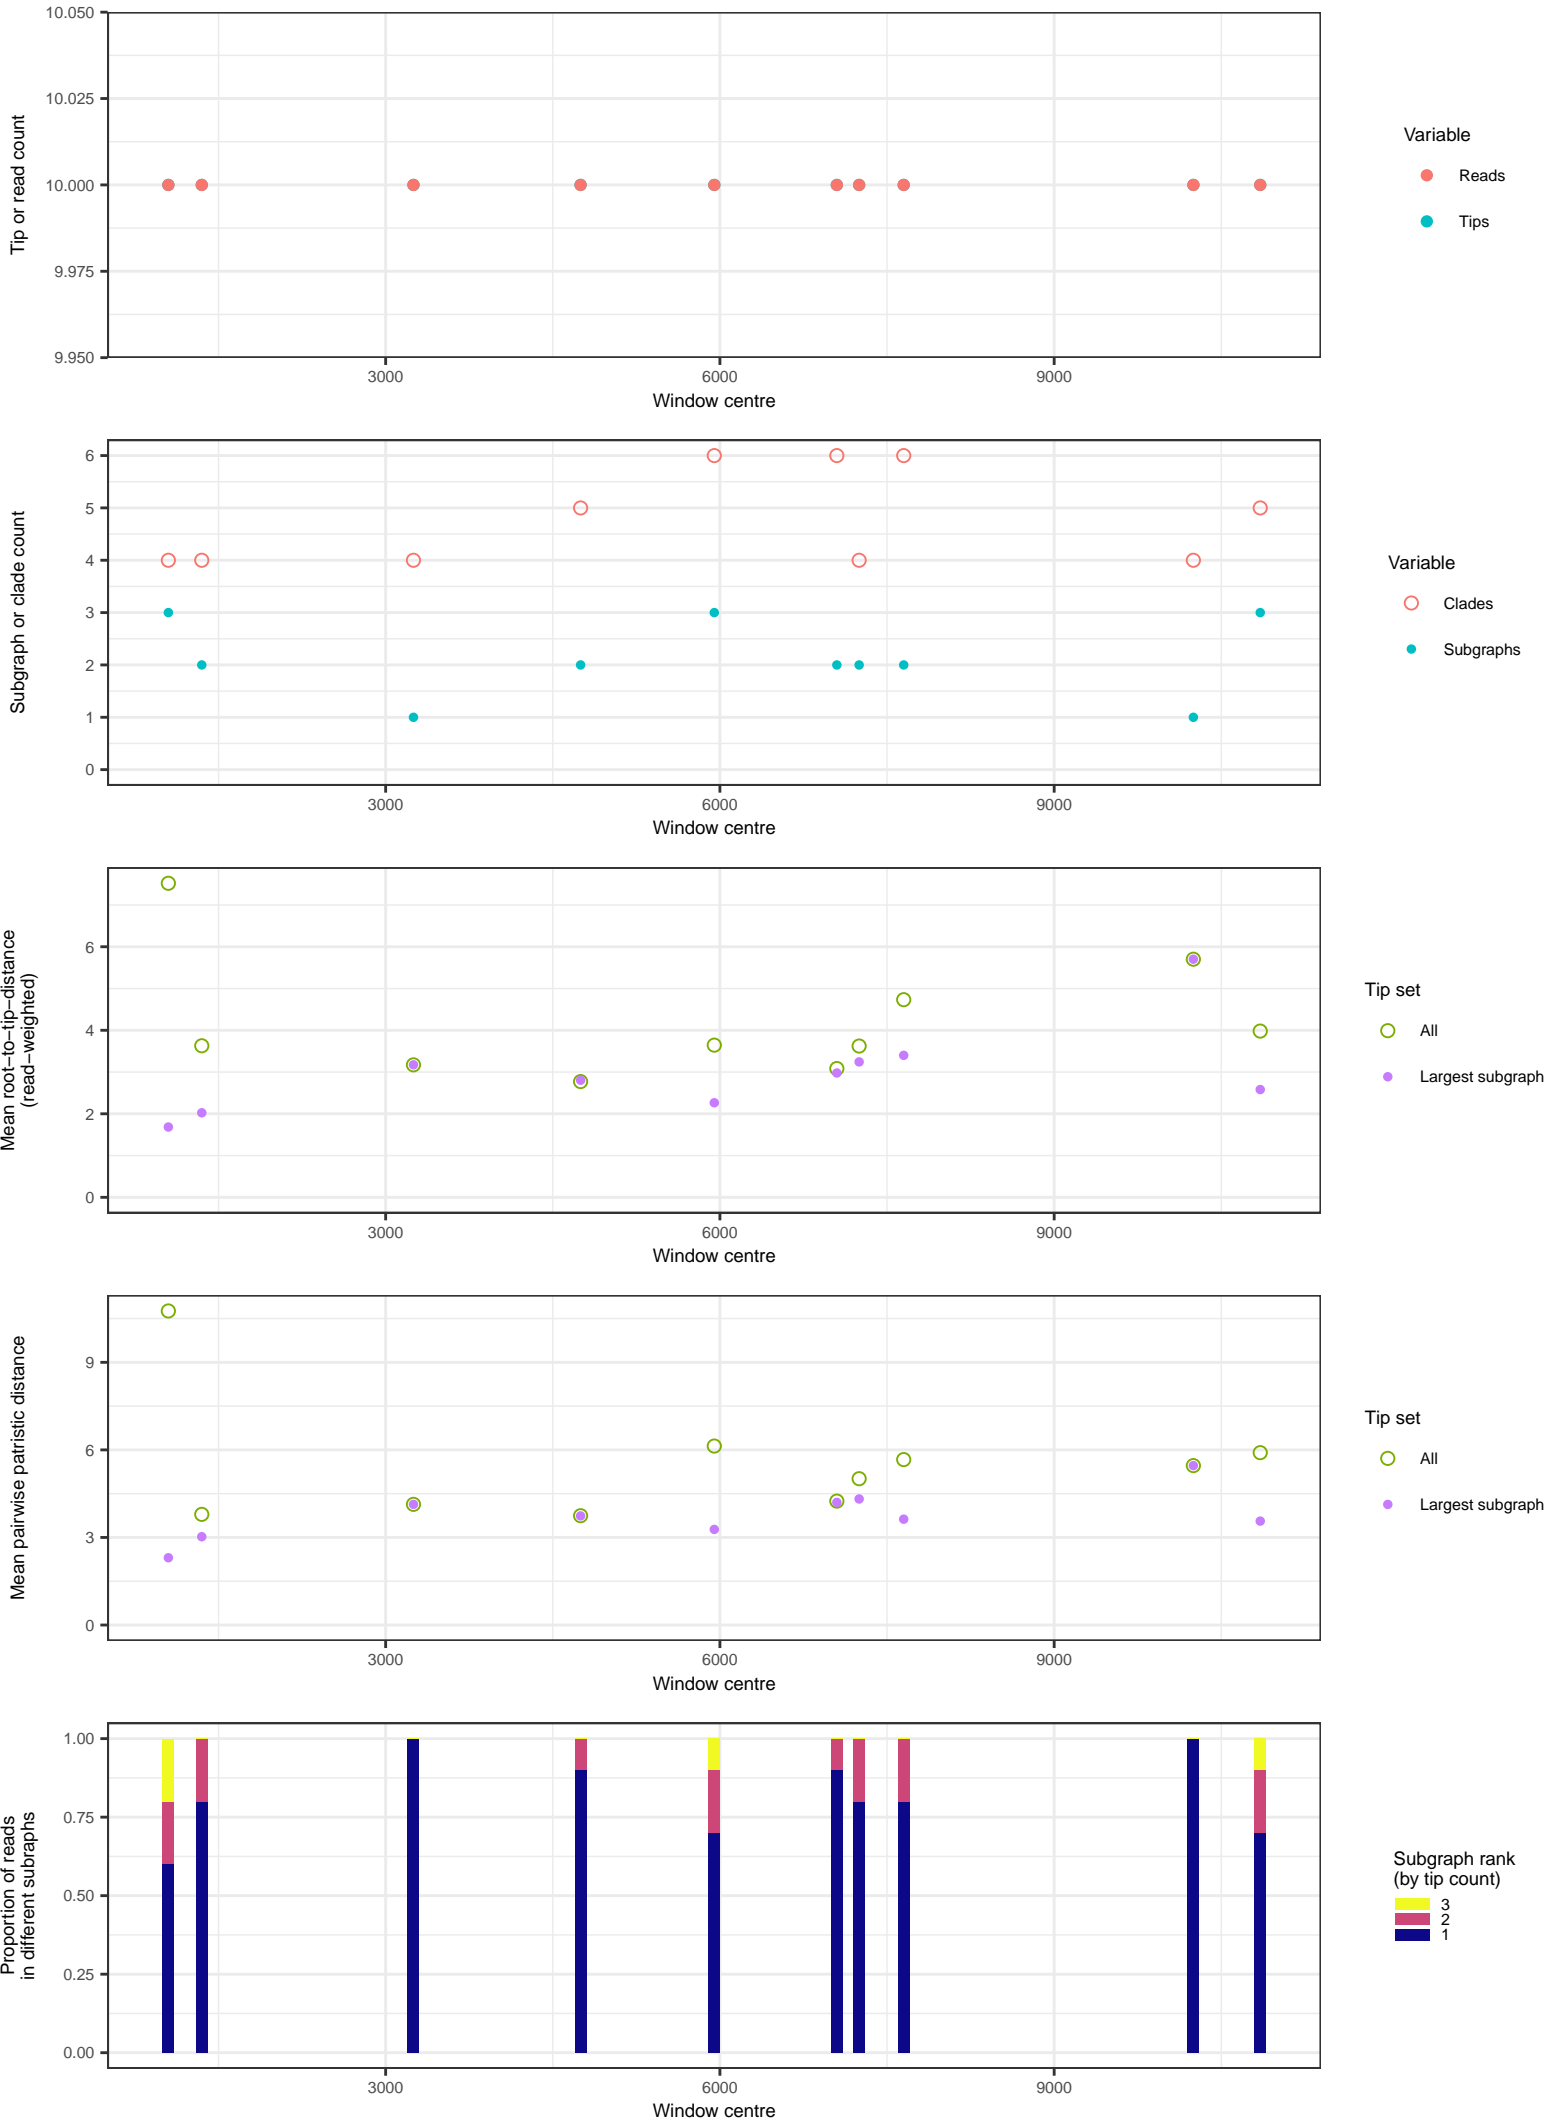 10.050
10.025
10.000
9.975
9.950
Tip or read count
3000
6000
9000
Window centre
Variable
Reads
Tips
6
5
4
3
2
1
0
Subgraph or clade count
3000
6000
9000
Window centre
Variable
Clades
Subgraphs
6
4
2
0
Mean root−to−tip−distance
(read−weighted)
3000
6000
9000
Window centre
Tip set
All
Largest subgraph
9
6
3
0
Mean pairwise patristic distance
3000
6000
9000
Window centre
Tip set
All
Largest subgraph
1.00
0.75
0.50
0.25
0.00
Proportion of reads
in different subraphs
3000
6000
9000
Window centre
Subgraph rank
(by tip count)
3
2
1